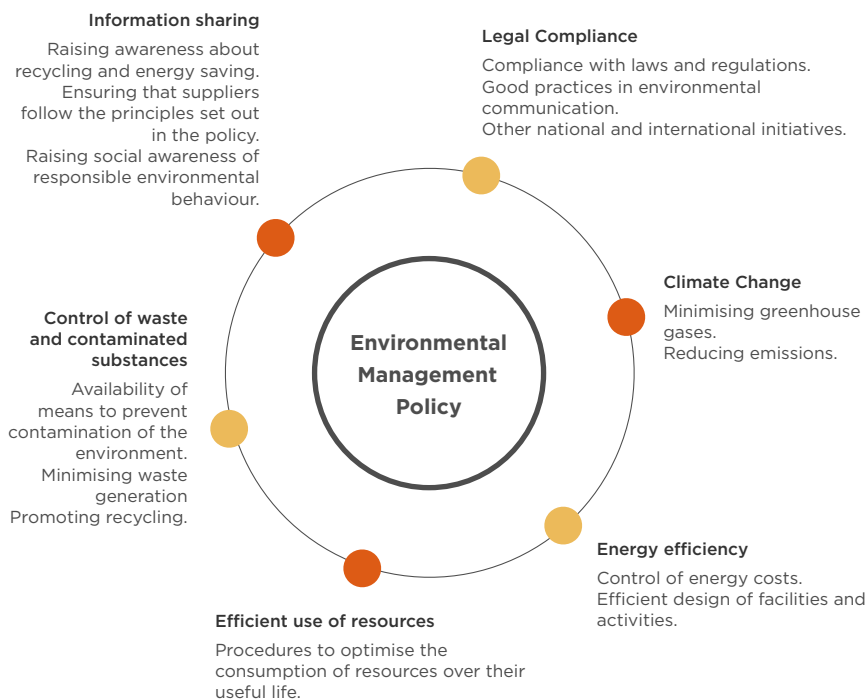 Information sharing
Raising awareness about
recycling and energy saving.
Ensuring that suppliers
follow the principles set out
in the policy.
Raising social awareness of
responsible environmental
behaviour.
Legal Compliance
Compliance with laws and regulations.
Good practices in environmental
communication.
Other national and international initiatives.
Climate Change
Minimising greenhouse
gases.
Reducing emissions.
Environmental
Management
Policy
Control of waste
and contaminated
substances
Availability of
means to prevent
contamination of the
environment.
Minimising waste
generation
Promoting recycling.
Energy efficiency
Control of energy costs.
Efficient design of facilities and
activities.
Efficient use of resources
Procedures to optimise the
consumption of resources over their
useful life.